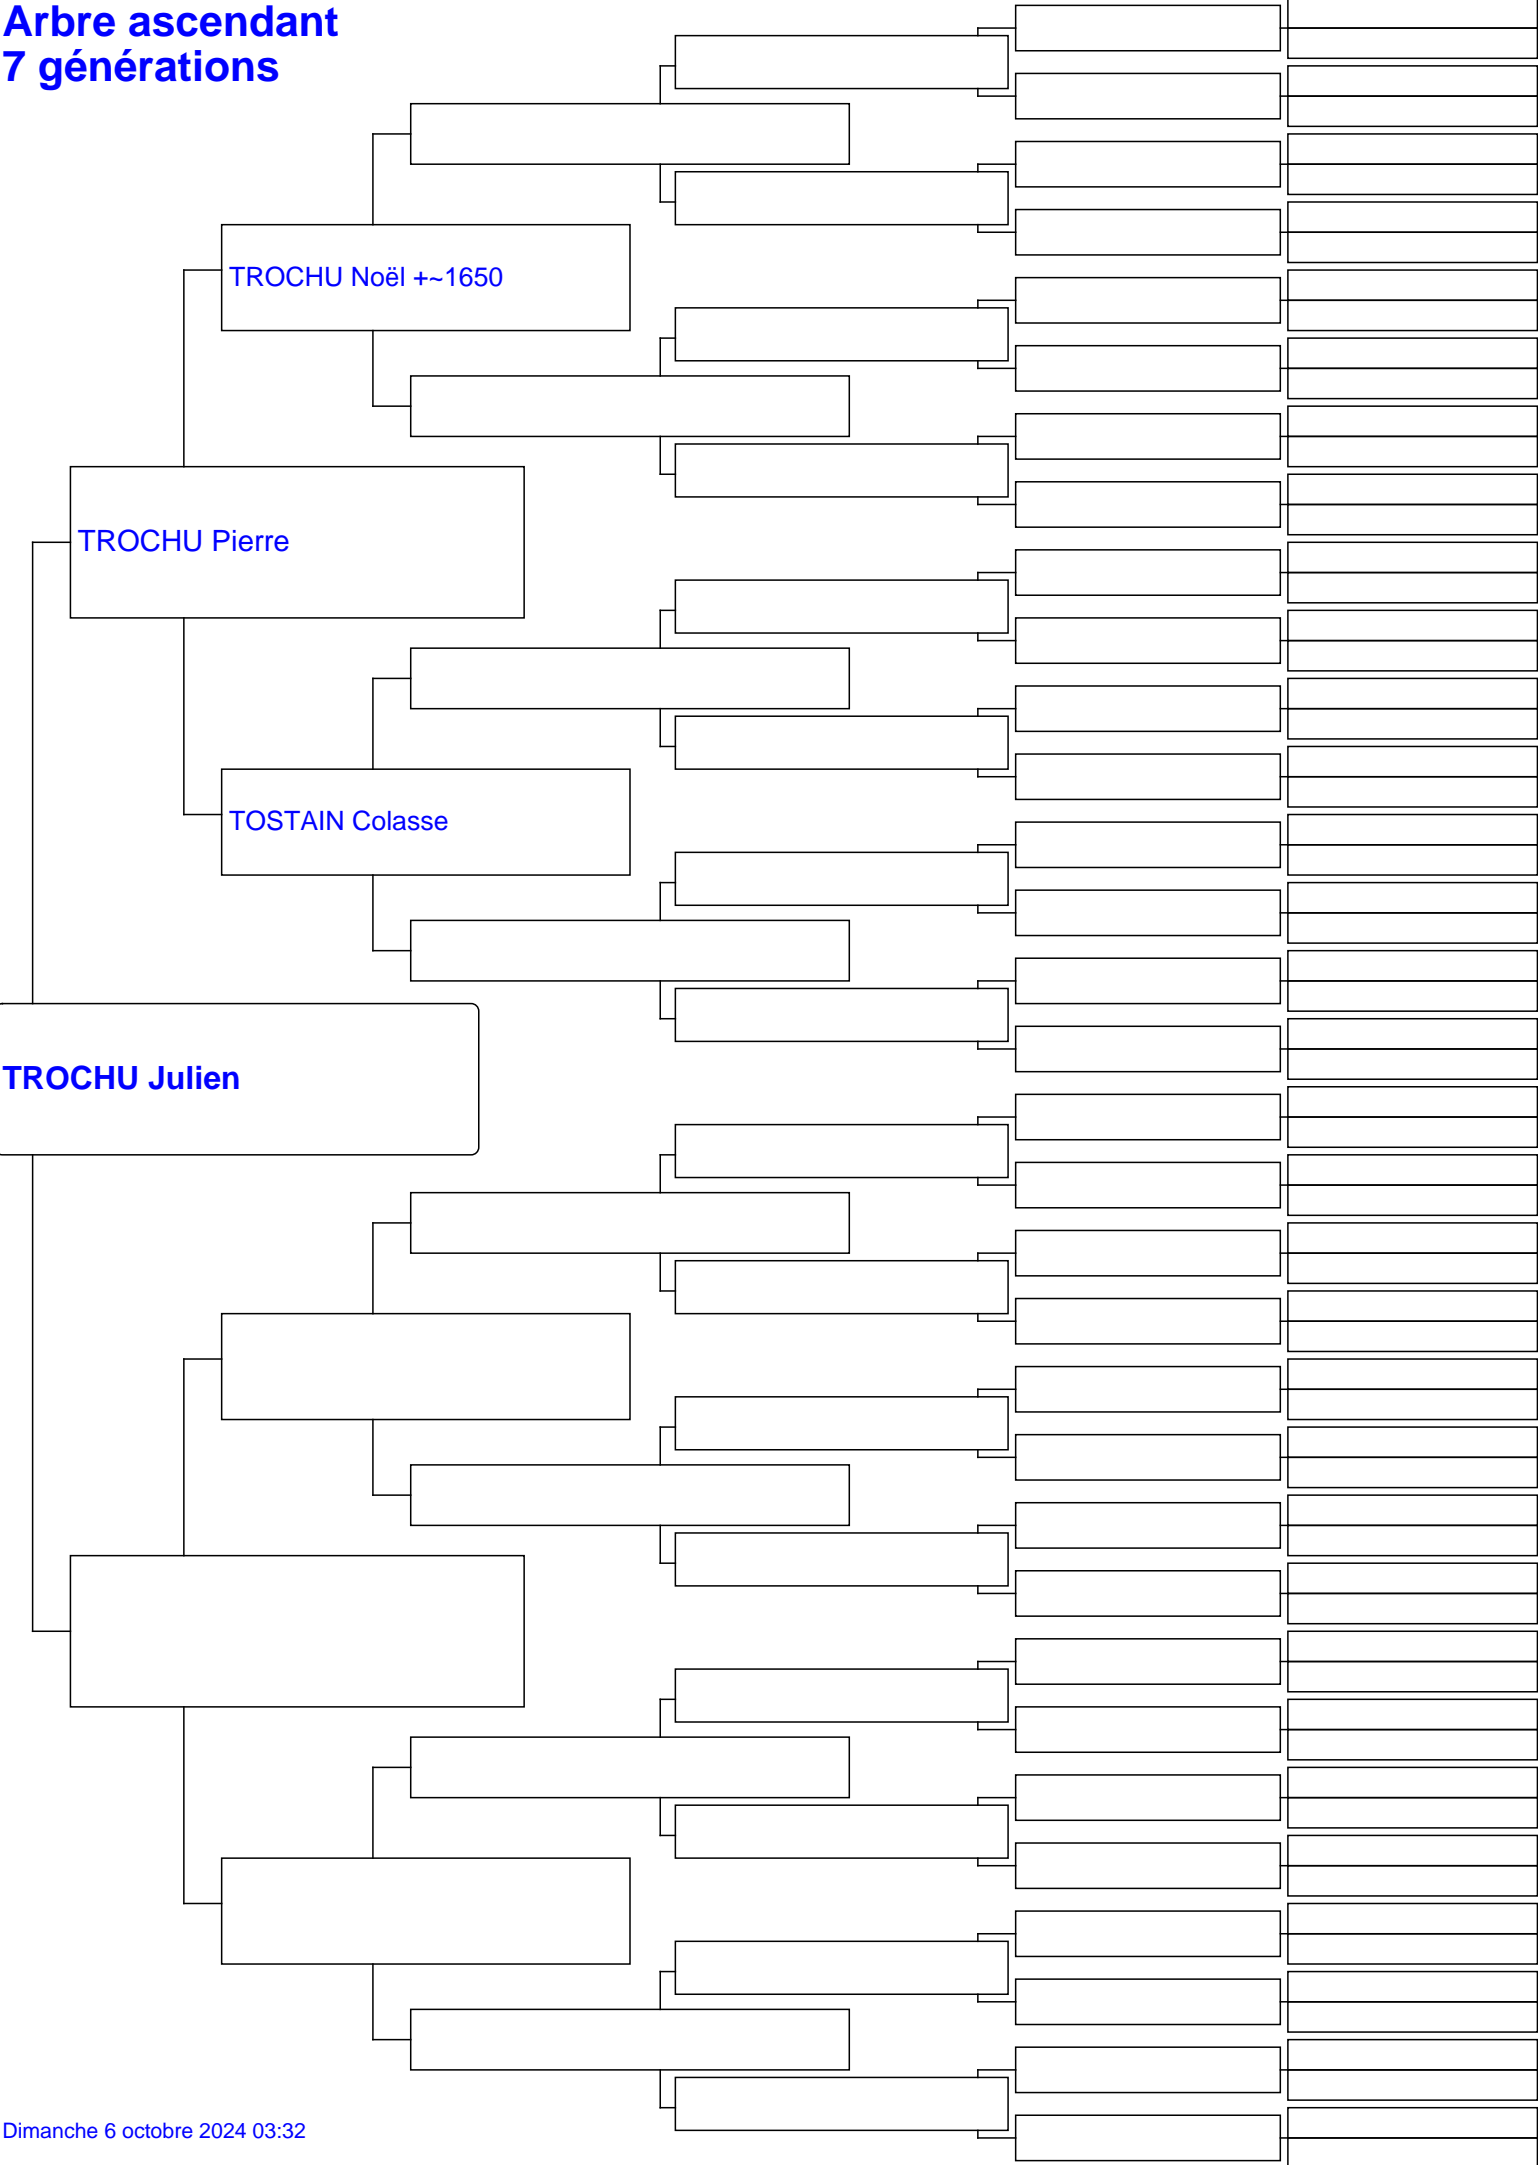 Arbre ascendant
7 générations
TROCHU Noël +~1650
TROCHU Pierre
TOSTAIN Colasse
TROCHU Julien
Dimanche 6 octobre 2024 03:32